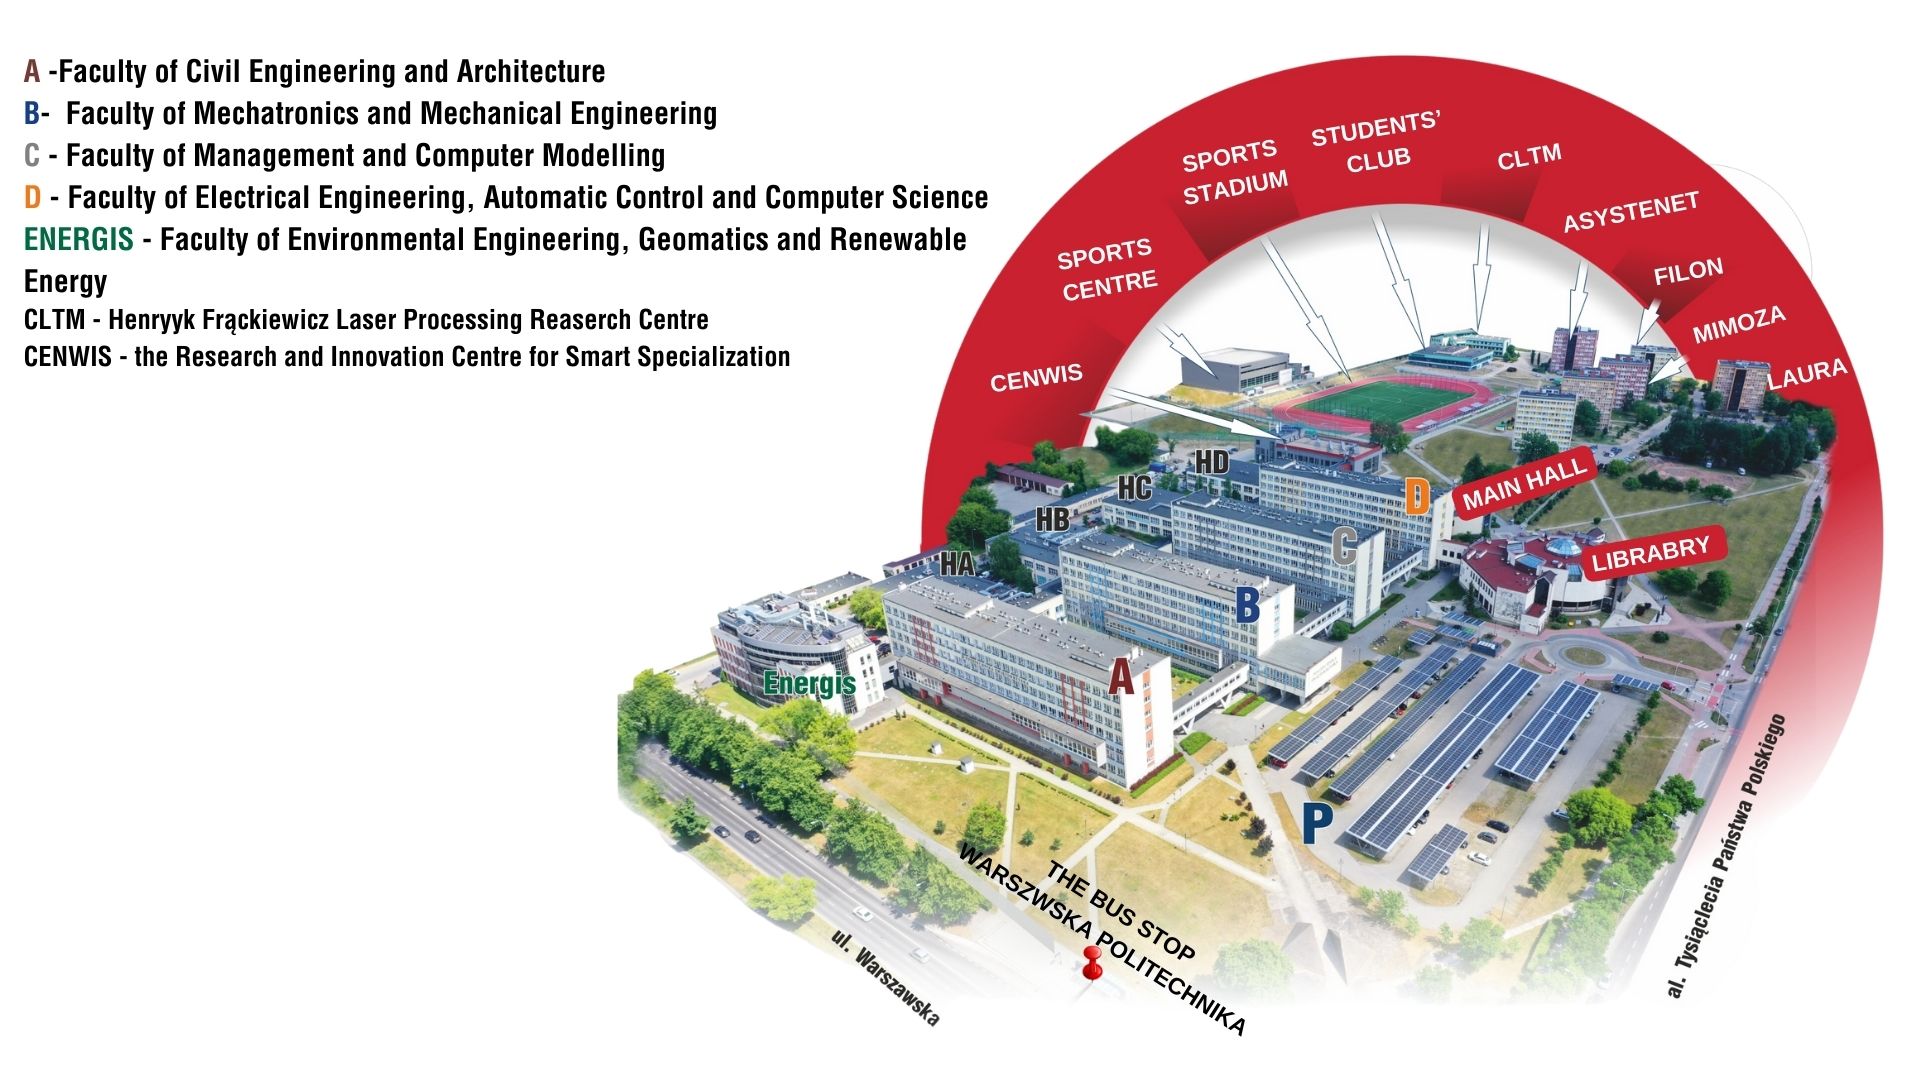 A -Faculty of Civil Engineering and Architecture
B- Faculty of Mechatronics and Mechanical Engineering
C - Faculty of Management and Computer Modelling
D - Faculty of Electrical Engineering, Automatic Control and Computer Science
ENERGIS - Faculty of Environmental Engineering, Geomatics and Renewable
Energy
CLTM - Henryyk Frąckiewicz Laser Processing Reaserch Centre
CENWIS - the Research and Innovation Centre for Smart Specialization
CENWIS
SPORTS
CENTRE
SPORTS
STADIUM
STUDENTS'
CLUB
CLTM
ASYSTENET
FILON
MIMOZA
LAURA
HD
HC
HB
HA
D
C
B
A
Energis
MAIN HALL
LIBRABRY
P
THE BUS STOP
WARSZWSKA POLITECHNIKA
ul. Warszawska
al. Tysiąclecia Państwa Polskiego